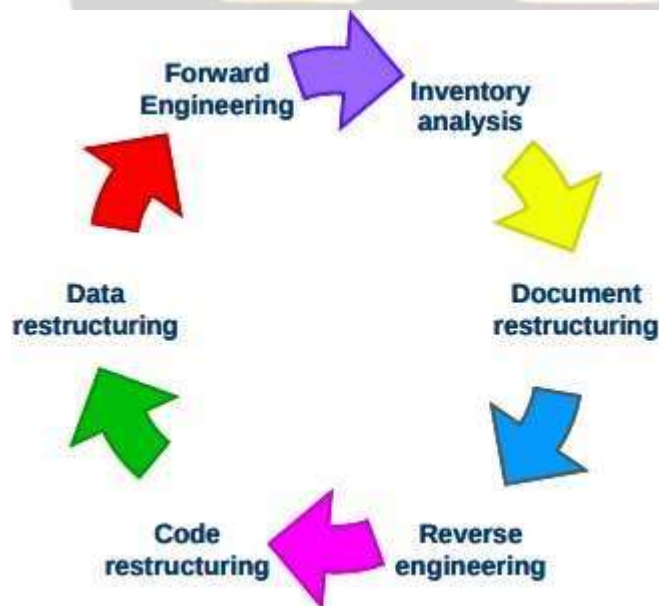 Forward
Engineering
Inventory
analysis
Document
restructuring
Reverse
engineering
Code
restructuring
Data
restructuring